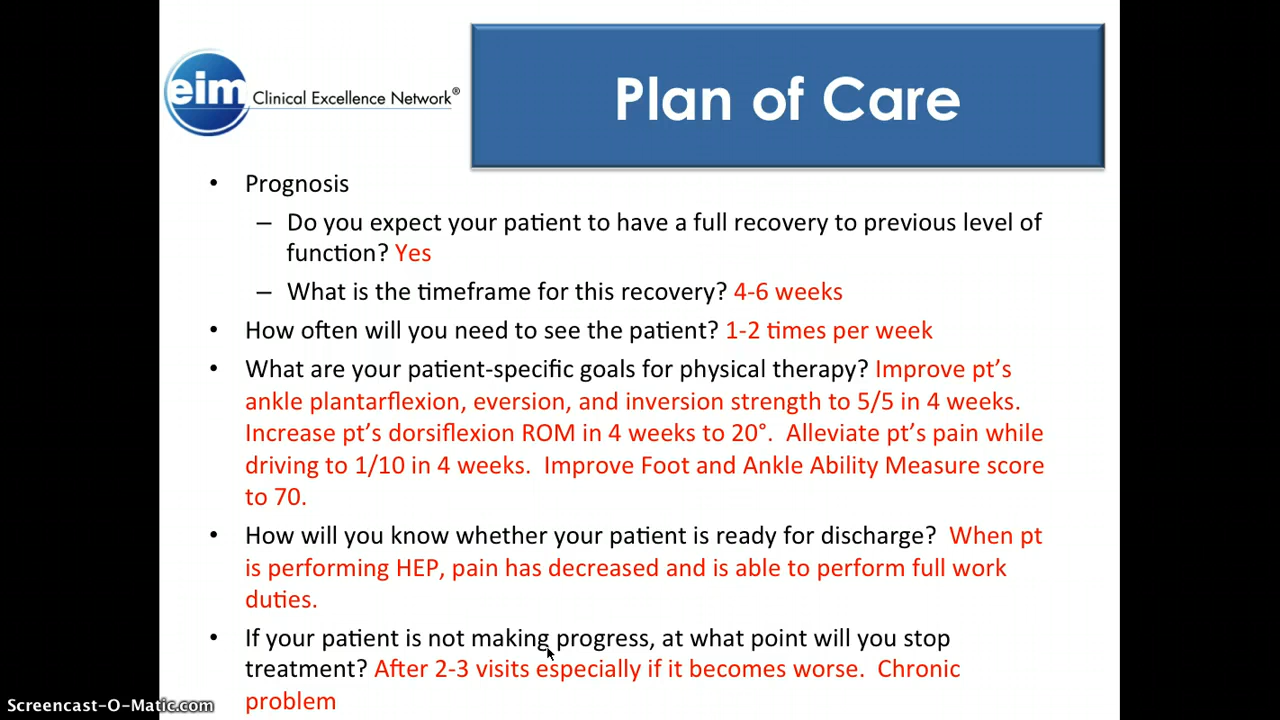 eim Clinical Excellence Network®
Plan of Care
• Prognosis
– Do you expect your patient to have a full recovery to previous level of
function? Yes
– What is the timeframe for this recovery? 4-6 weeks
• How often will you need to see the patient? 1-2 times per week
• What are your patient-specific goals for physical therapy? Improve pt’s
ankle plantarflexion, eversion, and inversion strength to 5/5 in 4 weeks.
Increase pt’s dorsiflexion ROM in 4 weeks to 20°. Alleviate pt’s pain while
driving to 1/10 in 4 weeks. Improve Foot and Ankle Ability Measure score
to 70.
• How will you know whether your patient is ready for discharge? When pt
is performing HEP, pain has decreased and is able to perform full work
duties.
• If your patient is not making progress, at what point will you stop
treatment? After 2-3 visits especially if it becomes worse. Chronic
problem
Screencast-O-Matic.com